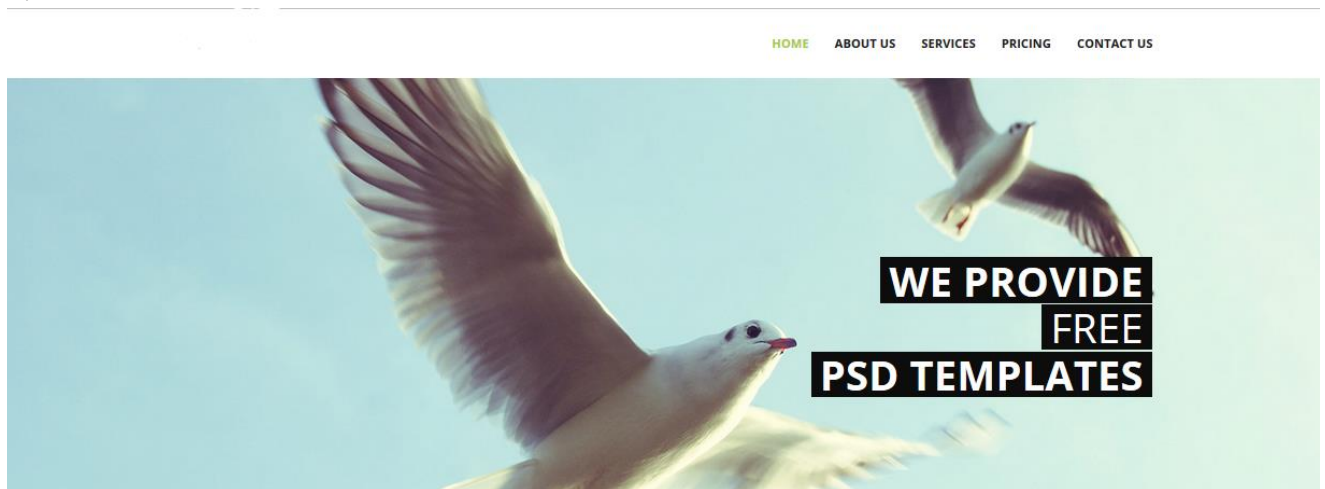 HOME ABOUT US SERVICES PRICING CONTACT US
WE PROVIDE
FREE
PSD TEMPLATES